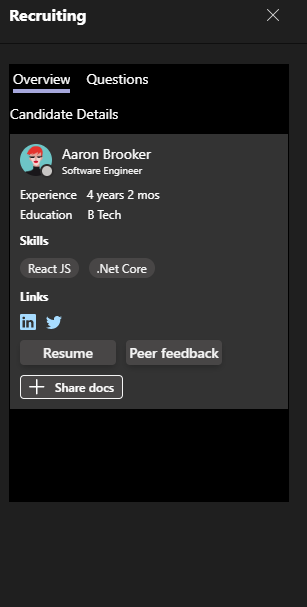 Recruiting
Overview Questions
Candidate Details
Aaron Brooker
Software Engineer
Experience 4 years 2 mos
Education B Tech
Skills
React JS .Net Core
Links
in
Resume Peer feedback
Share docs